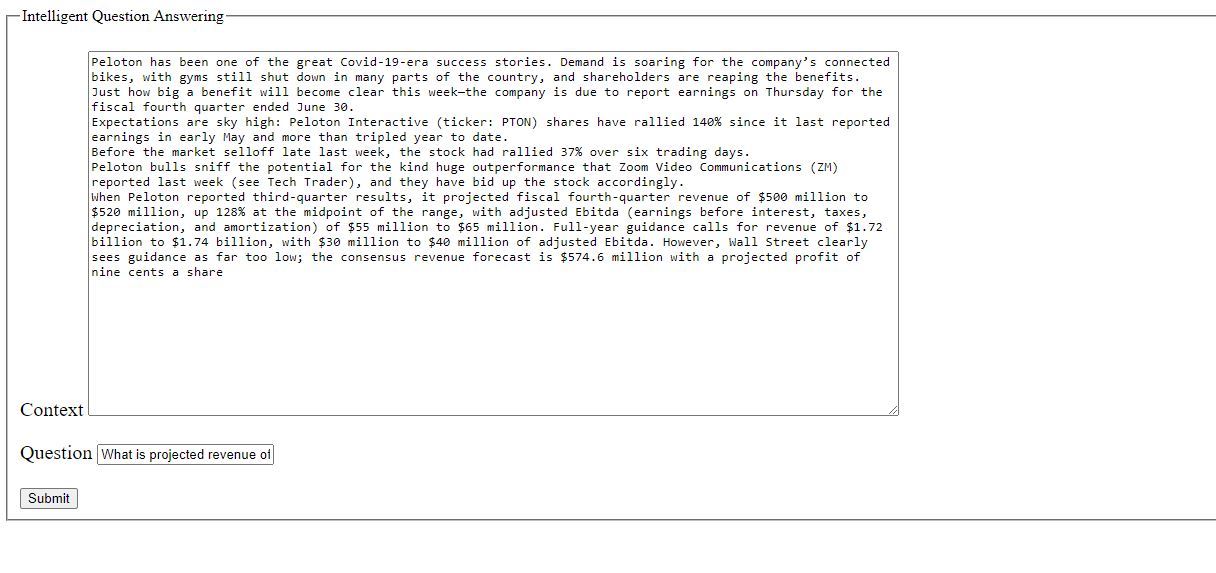 Intelligent Question Answering
Peloton has been one of the great Covid-19-era success stories. Demand is soaring for the company’s connected
bikes, with gyms still shut down in many parts of the country, and shareholders are reaping the benefits.
Just how big a benefit will become clear this week—the company is due to report earnings on Thursday for the
fiscal fourth quarter ended June 30.
Expectations are sky high: Peloton Interactive (ticker: PTON) shares have rallied 140% since it last reported
earnings in early May and more than tripled year to date.
Before the market selloff late last week, the stock had rallied 37% over six trading days.
Peloton bulls sniff the potential for the kind huge outperformance that Zoom Video Communications (ZM)
reported last week (see Tech Trader), and they have bid up the stock accordingly.
When Peloton reported third-quarter results, it projected fiscal fourth-quarter revenue of $500 million to
$520 million, up 128% at the midpoint of the range, with adjusted Ebitda (earnings before interest, taxes,
depreciation, and amortization) of $55 million to $65 million. Full-year guidance calls for revenue of $1.72
billion to $1.74 billion, with $30 million to $40 million of adjusted Ebitda. However, Wall Street clearly
sees guidance as far too low; the consensus revenue forecast is $574.6 million with a projected profit of
nine cents a share
Context
Question What is projected revenue of
Submit